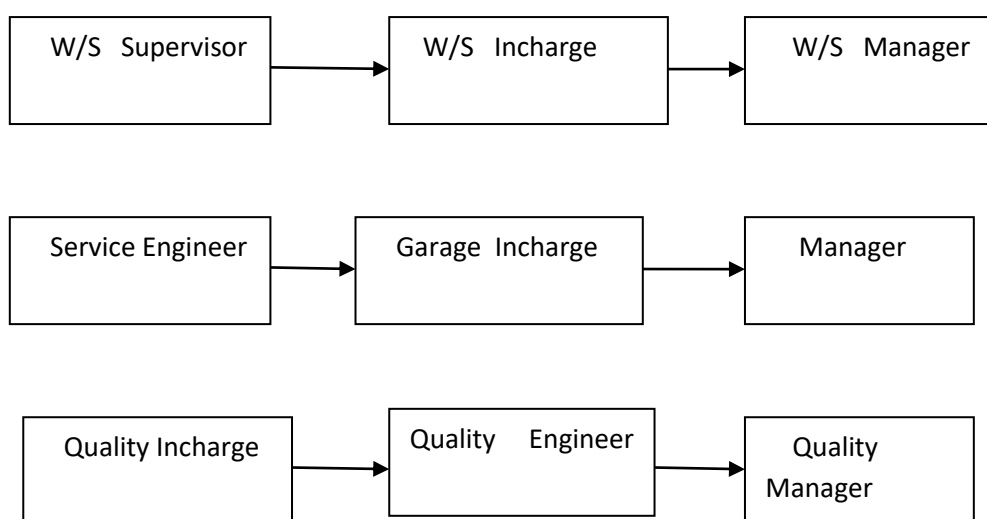 W/S Supervisor
W/S Incharge
W/S Manager
Service Engineer
Garage Incharge
Manager
Quality Incharge
Quality Engineer
Quality
Manager